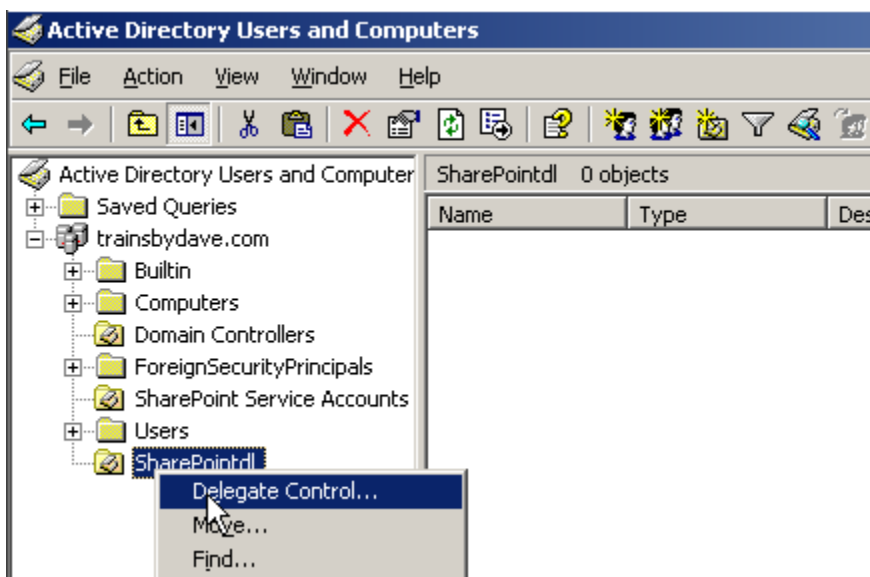 Active Directory Users and Computers
File Action View Window Help
Active Directory Users and Computer
SharePointdl 0 objects
Saved Queries
Name Type Des
trainsbydave.com
Builtin
Computers
Domain Controllers
ForeignSecurityPrincipals
SharePoint Service Accounts
Users
SharePointdl
Delegate Control...
Move...
Find...